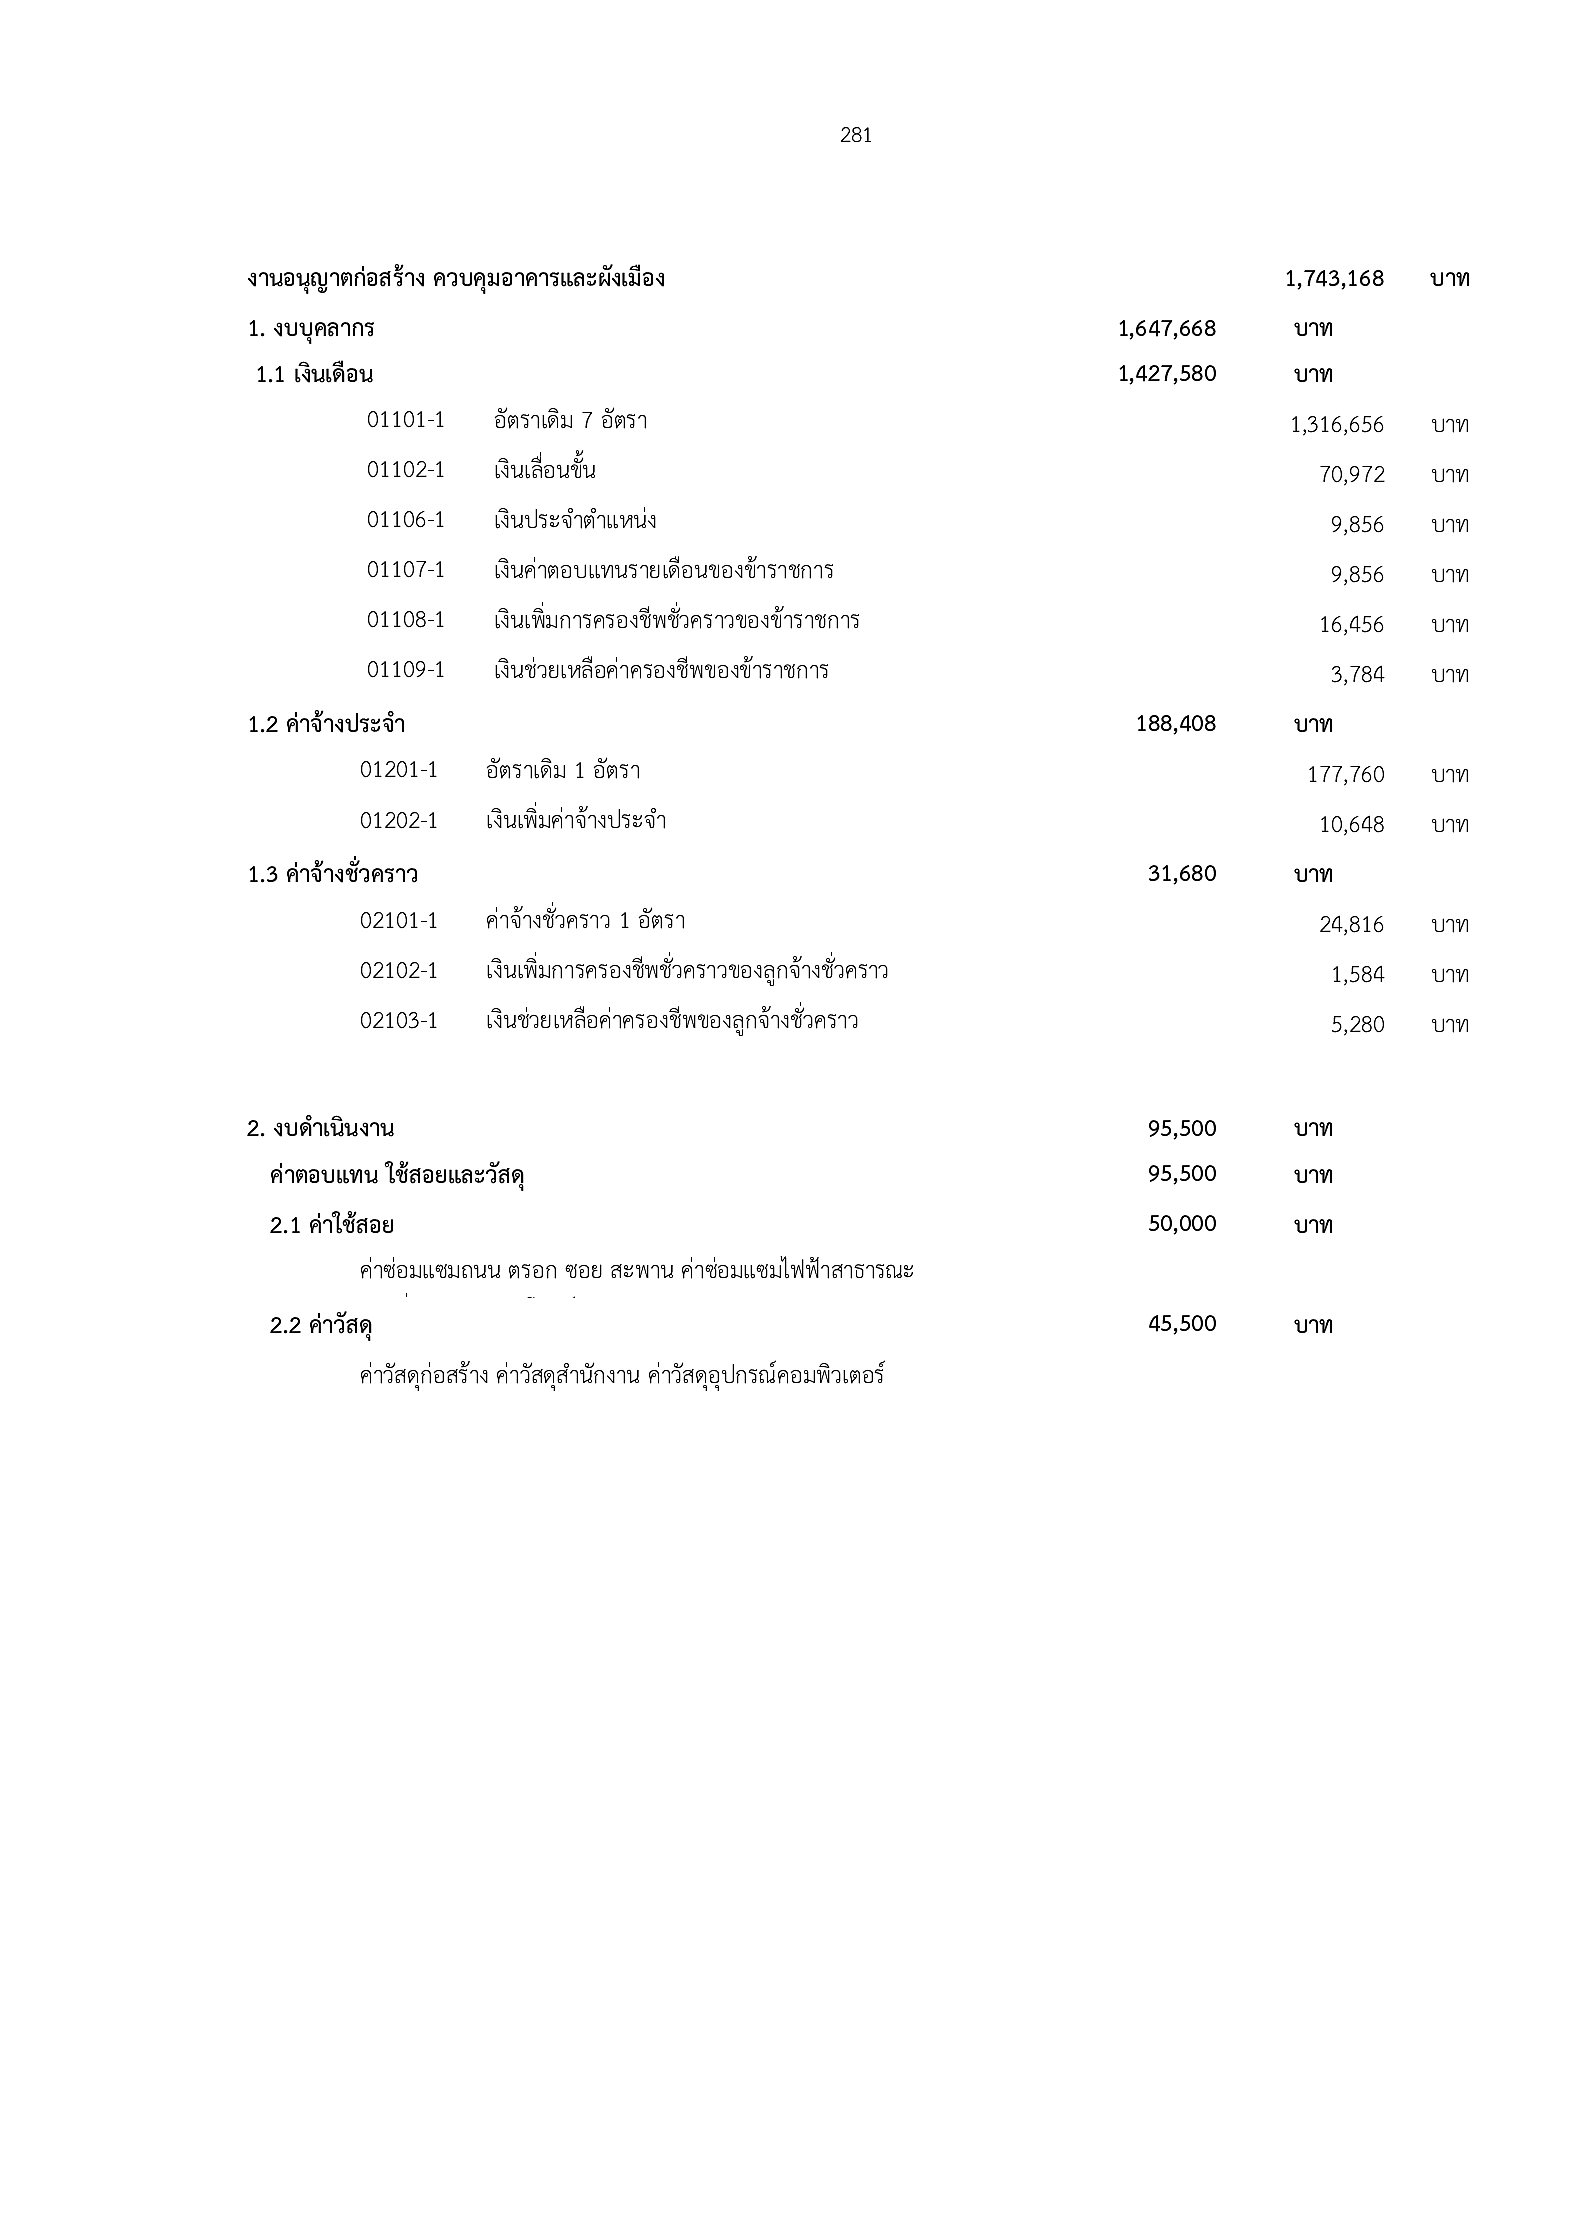 281
งานอนุญาตก่อสร้าง ควบคุมอาคารและผังเมือง 1,743,168 บาท
1. งบบุคลากร 1,647,668 บาท
1.1 เงินเดือน 1,427,580 บาท
01101-1 อัตราเดิม 7 อัตรา 1,316,656 บาท
01102-1 เงินเลื่อนขั้น 70,972 บาท
01106-1 เงินประจำตำแหน่ง 9,856 บาท
01107-1 เงินค่าตอบแทนรายเดือนของข้าราชการ 9,856 บาท
01108-1 เงินเพิ่มการครองชีพชั่วคราวของข้าราชการ 16,456 บาท
01109-1 เงินช่วยเหลือค่าครองชีพของข้าราชการ 3,784 บาท
1.2 ค่าจ้างประจำ 188,408 บาท
01201-1 อัตราเดิม 1 อัตรา 177,760 บาท
01202-1 เงินเพิ่มค่าจ้างประจำ 10,648 บาท
1.3 ค่าจ้างชั่วคราว 31,680 บาท
02101-1 ค่าจ้างชั่วคราว 1 อัตรา 24,816 บาท
02102-1 เงินเพิ่มการครองชีพชั่วคราวของลูกจ้างชั่วคราว 1,584 บาท
02103-1 เงินช่วยเหลือค่าครองชีพของลูกจ้างชั่วคราว 5,280 บาท
2. งบดำเนินงาน 95,500 บาท
ค่าตอบแทน ใช้สอยและวัสดุ 95,500 บาท
2.1 ค่าใช้สอย 50,000 บาท
ค่าซ่อมแซมถนน ตรอก ซอย สะพาน ค่าซ่อมแซมไฟฟ้าสาธารณะ
2.2 ค่าวัสดุ 45,500 บาท
ค่าวัสดุก่อสร้าง ค่าวัสดุสำนักงาน ค่าวัสดุอุปกรณ์คอมพิวเตอร์